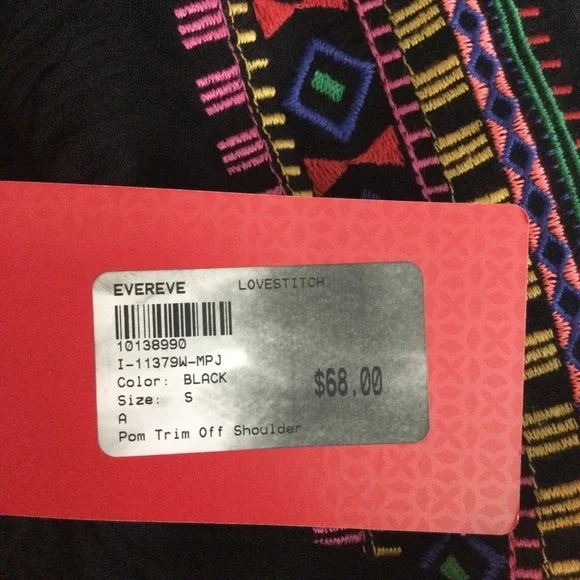 EVEREVE LOVESTITCH
10138990
I-11379W-MPJ
Color: BLACK
$68.00
Size: S
A
Pom Trim Off Shoulder